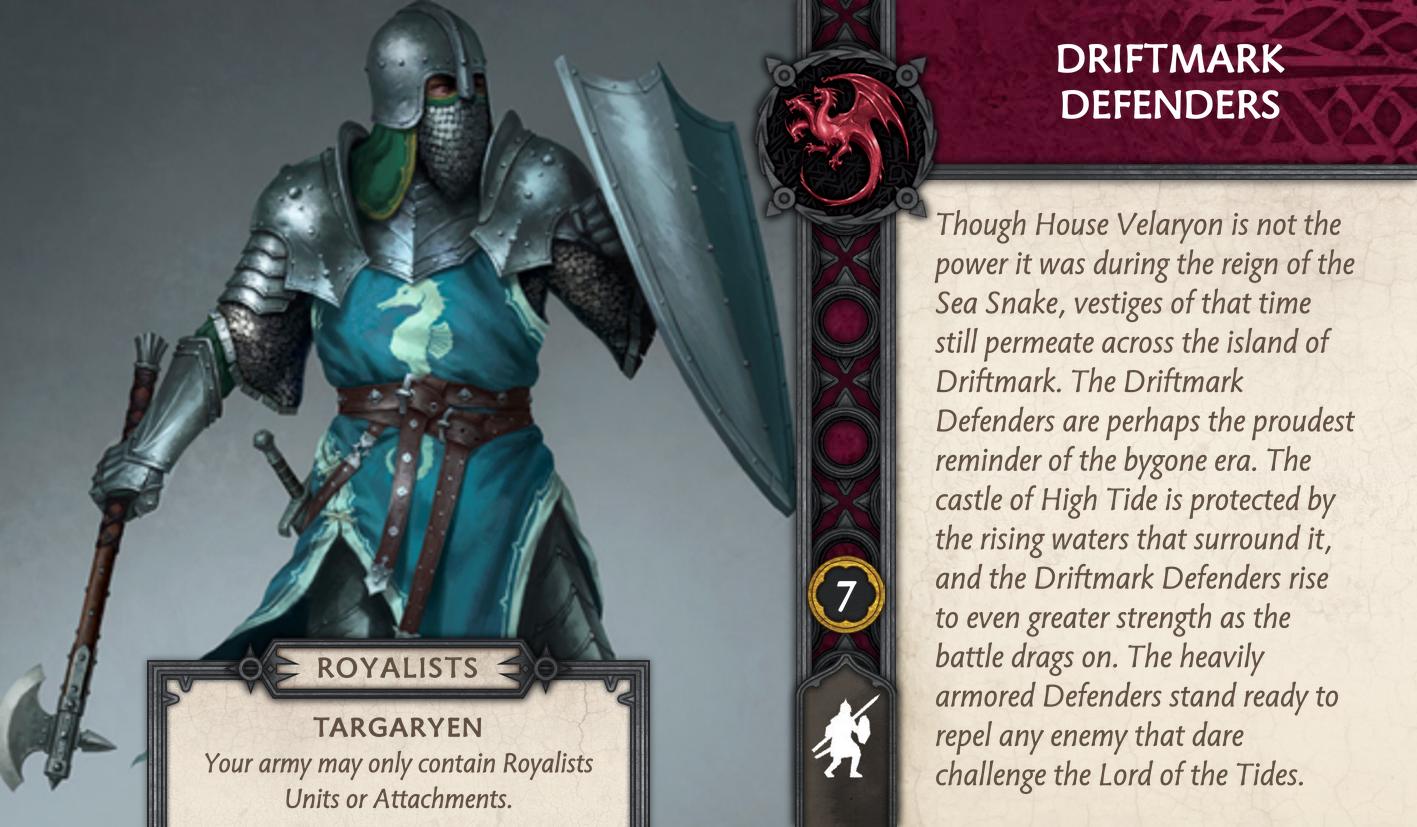 DRIFTMARK
DEFENDERS
Though House Velaryon is not the
power it was during the reign of the
Sea Snake, vestiges of that time
still permeate across the island of
Driftmark. The Driftmark
Defenders are perhaps the proudest
reminder of the bygone era. The
castle of High Tide is protected by
the rising waters that surround it,
and the Driftmark Defenders rise
to even greater strength as the
battle drags on. The heavily
armored Defenders stand ready to
repel any enemy that dare
challenge the Lord of the Tides.
7
ROYALISTS
TARGARYEN
Your army may only contain Royalists
Units or Attachments.